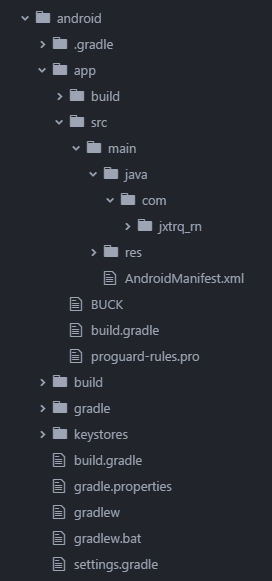 android
.gradle
app
build
src
main
java
com
jxtrq_rn
res
AndroidManifest.xml
BUCK
build.gradle
proguard-rules.pro
build
gradle
keystores
build.gradle
gradle.properties
gradlew
gradlew.bat
settings.gradle